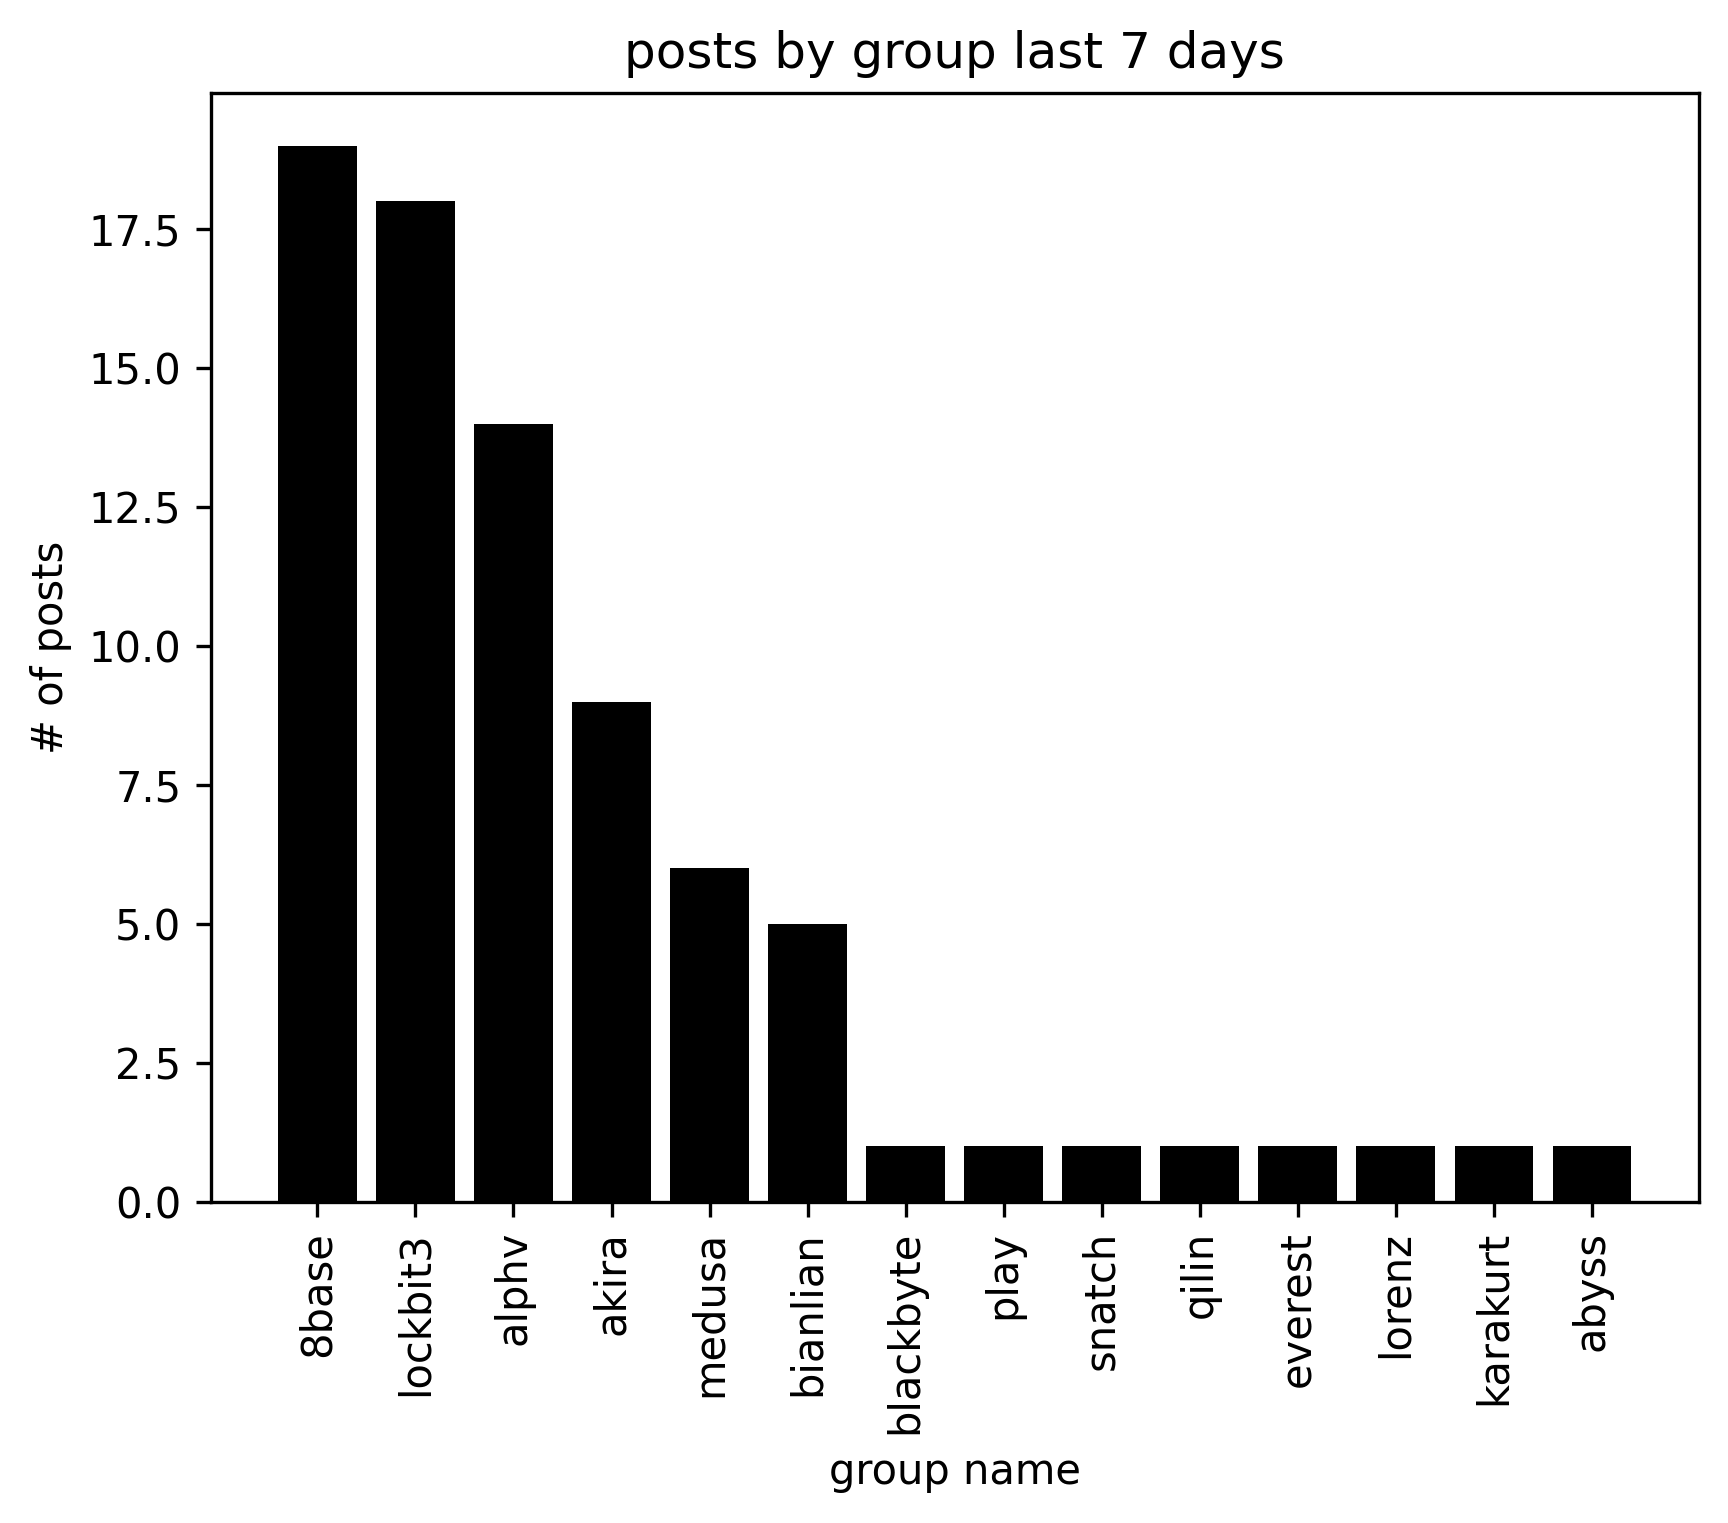 posts by group last 7 days
# of posts
17.5
15.0
12.5
10.0
7.5
5.0
2.5
0.0
8base
lockbit3
alphv
akira
medusa
bianlian
blackbyte
play
snatch
qilin
everest
lorenz
karakurt
abyss
group name